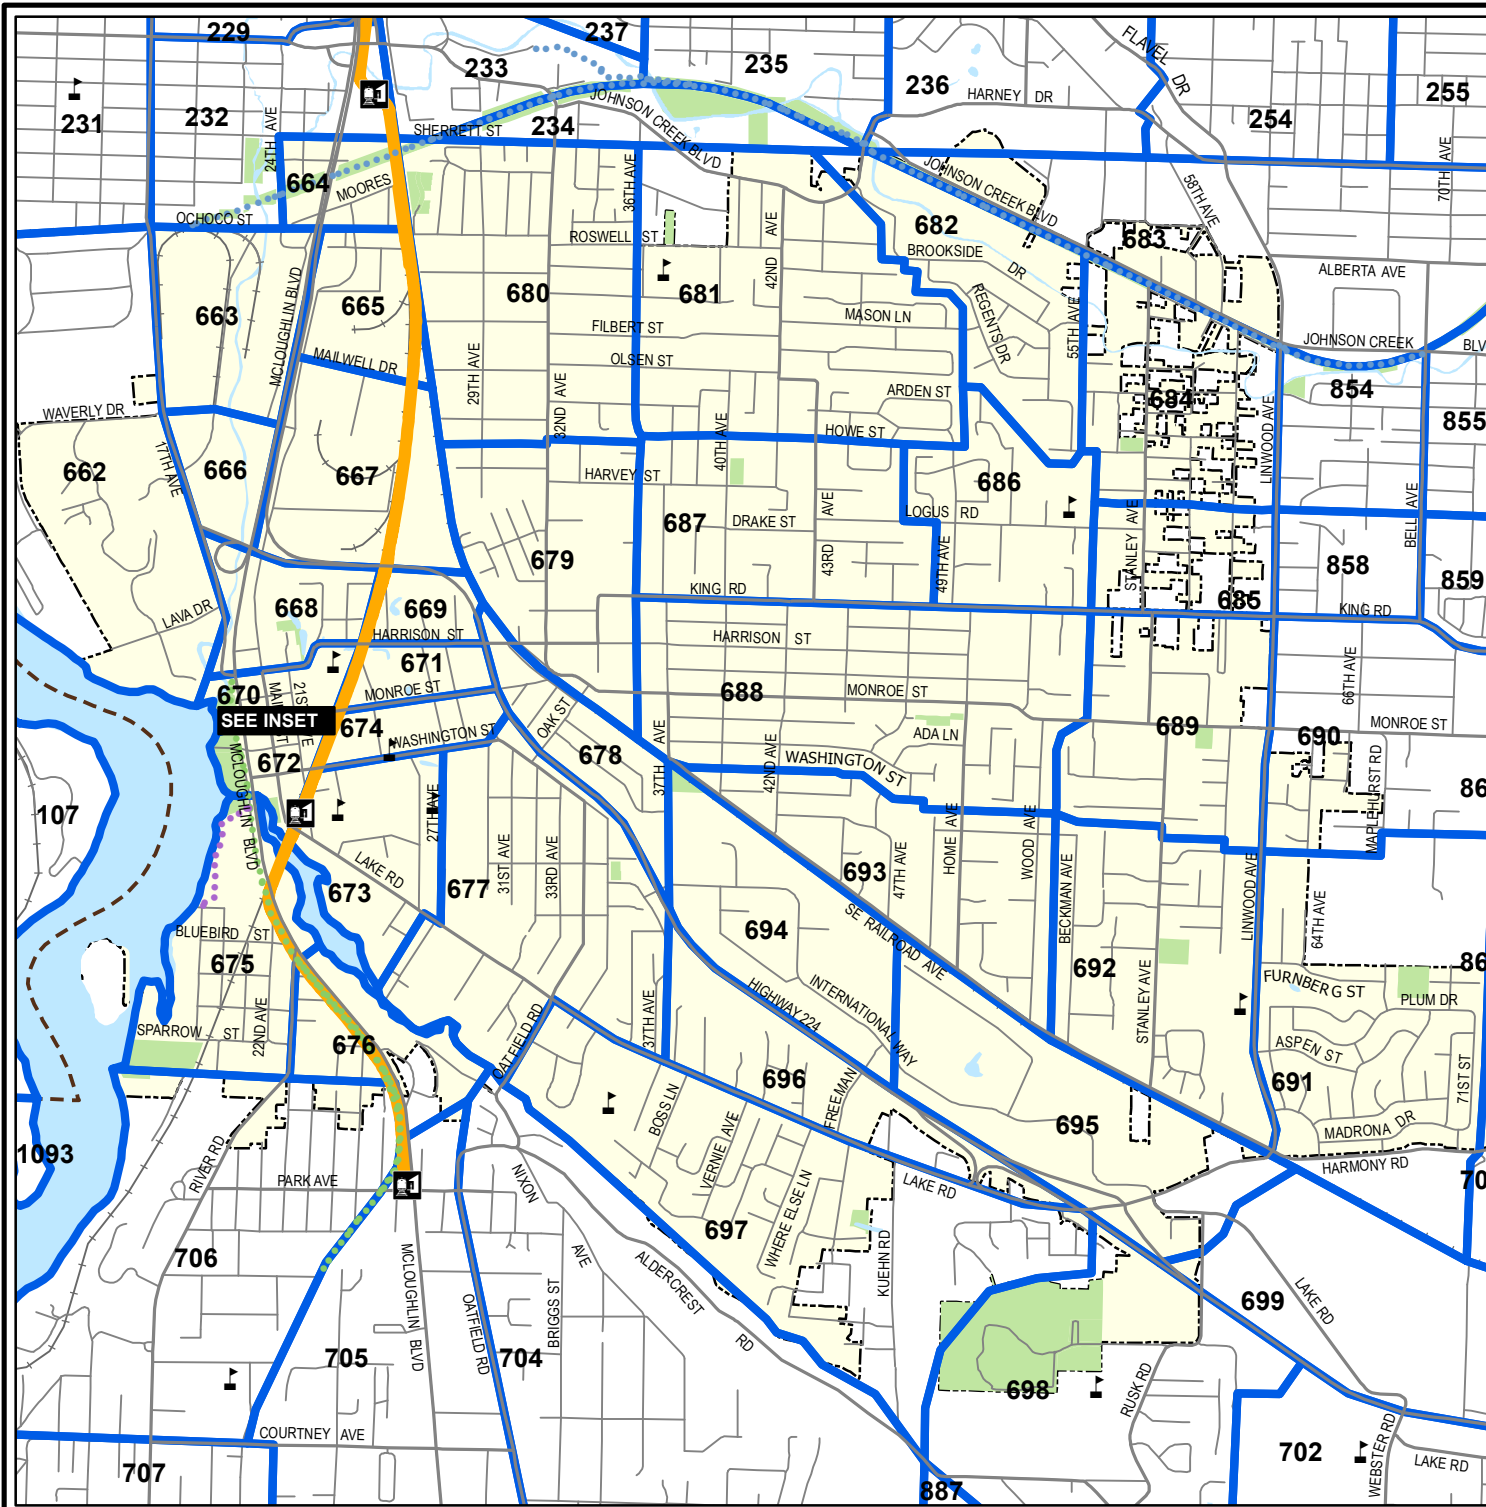 229
237
233
235
236
FLAVEL DR
255
231
232
24TH AVE
SHERRETT ST
234
JOHNSON CREEK BLVD
HARNEY DR
254
70TH AVE
664
MOORES
36TH AVE
JOHNSON CREEK BLVD
58TH AVE
OCHOCO ST
ROSWELL ST
42ND AVE
682
BROOKSIDE DR
683
ALBERTA AVE
663
MCLOUGHLIN BLVD
665
680
681
REGENTS DR
55TH AVE
MASON LN
FILBERT ST
OLSEN ST
JOHNSON CREEK BLV
MAILWELL DR
29TH AVE
32ND AVE
ARDEN ST
684
854
WAVERLY DR
17TH AVE
40TH AVE
HOWE ST
LINWOOD AVE
855
662
666
667
HARVEY ST
686
687
DRAKE ST
43RD AVE
LOGUS RD
STANLEY AVE
BELL AVE
679
49TH AVE
858
859
LAVA DR
668
669
KING RD
685
KING RD
HARRISON ST
HARRISON ST
671
670
MAIN ST
21ST AVE
MONROE ST
688
MONROE ST
66TH AVE
SEE INSET
674
WASHINGTON ST
OAK ST
689
MONROE ST
690
MCLOUGHLIN BLVD
672
678
37TH AVE
42ND AVE
WASHINGTON ST
ADA LN
MAPLEHURST RD
86
107
27TH AVE
LAKE RD
31ST AVE
33RD AVE
HOME AVE
WOOD AVE
673
677
693
47TH AVE
BECKMAN AVE
LINWOOD AVE
64TH AVE
BLUEBIRD ST
675
694
SE RAILROAD AVE
692
86
22ND AVE
HIGHWAY 224
INTERNATIONAL WAY
STANLEY AVE
FURNBERG ST
PLUM DR
SPARROW ST
676
OATFIELD RD
37TH AVE
ASPEN ST
BOSS LN
696
FREEMAN
691
71ST ST
1093
RIVER RD
VERNIE AVE
695
MADRONA DR
HARMONY RD
PARK AVE
NIXON AVE
WHERE ELSE LN
LAKE RD
70
706
697
KUEHN RD
MCLOUGHLIN BLVD
OATFIELD RD
BRIGGS ST
ALDERCREST RD
699
LAKE RD
705
704
698
RUSK RD
COURTNEY AVE
702
WEBSTER RD
LAKE RD
707
887